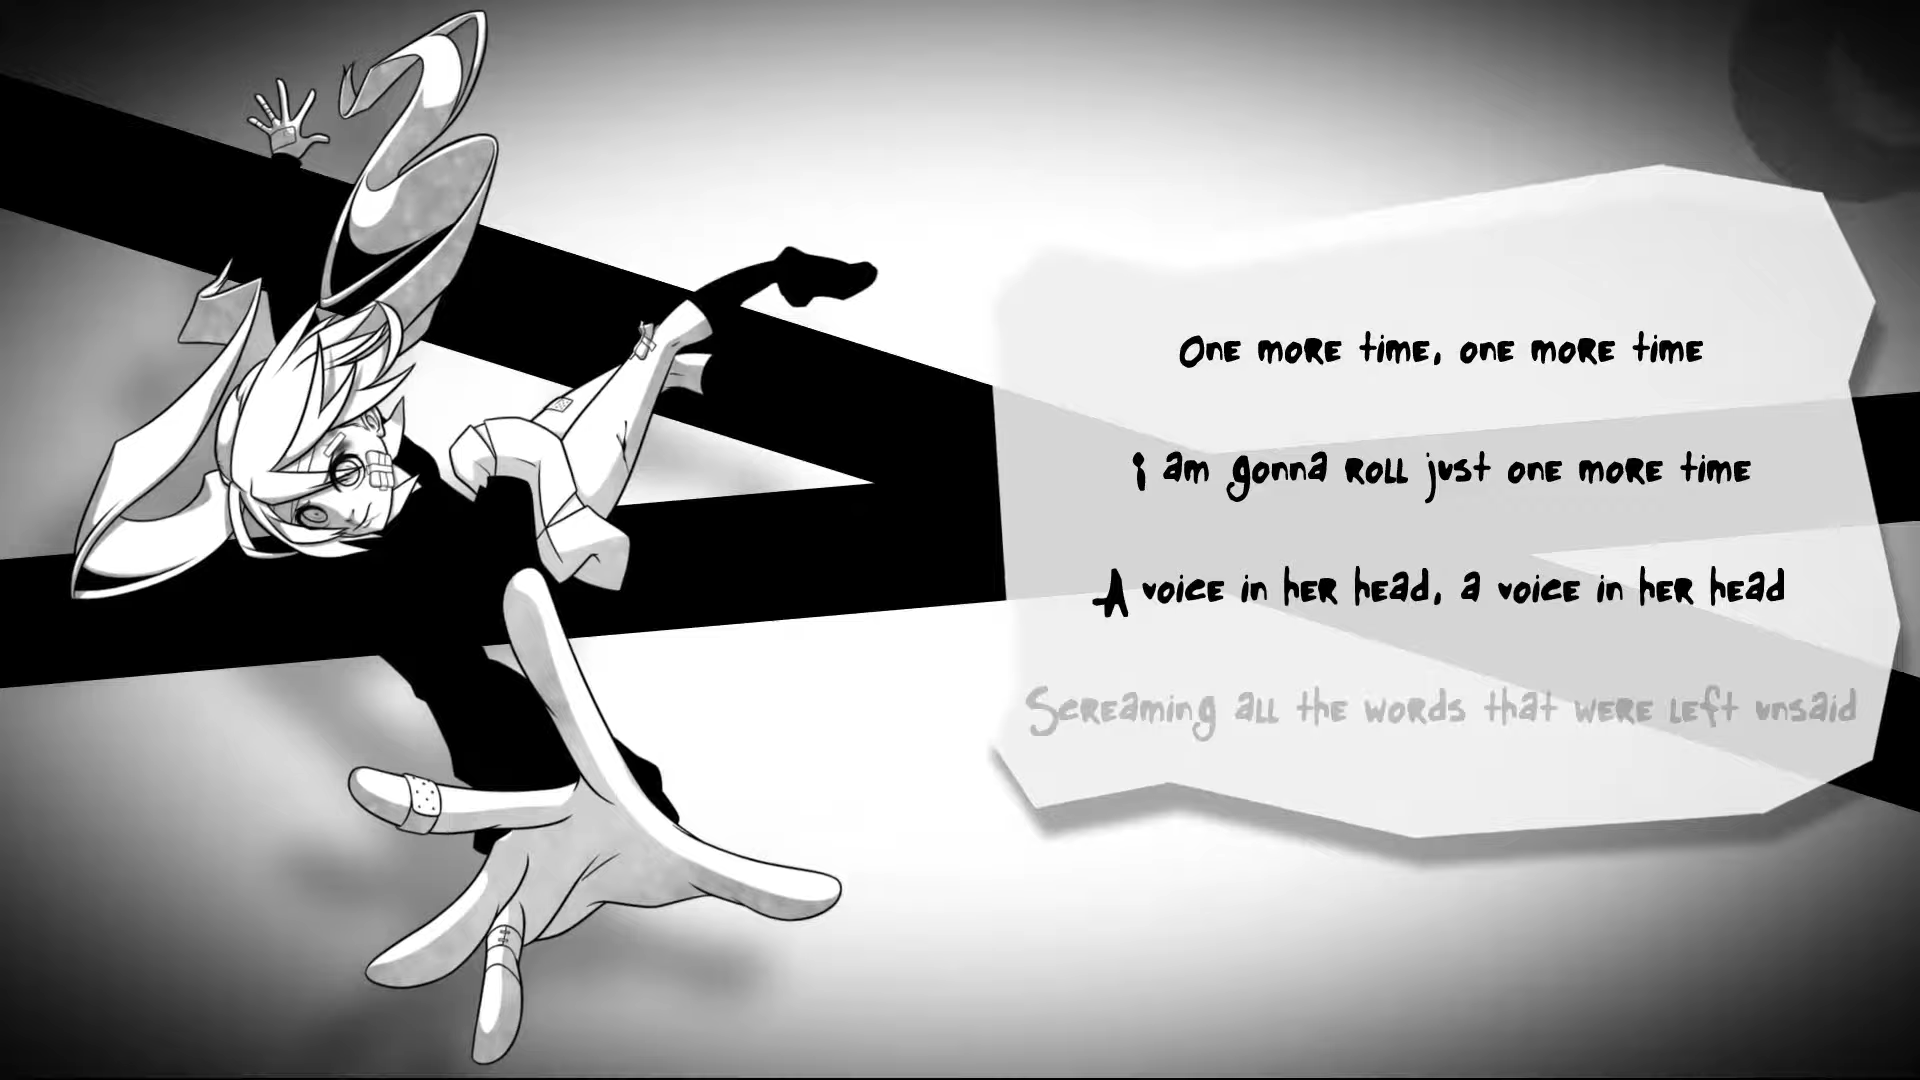 One more time, one more time
i am gonna roll just one more time
A voice in her head, a voice in her head
Screaming all the words that were left unsaid